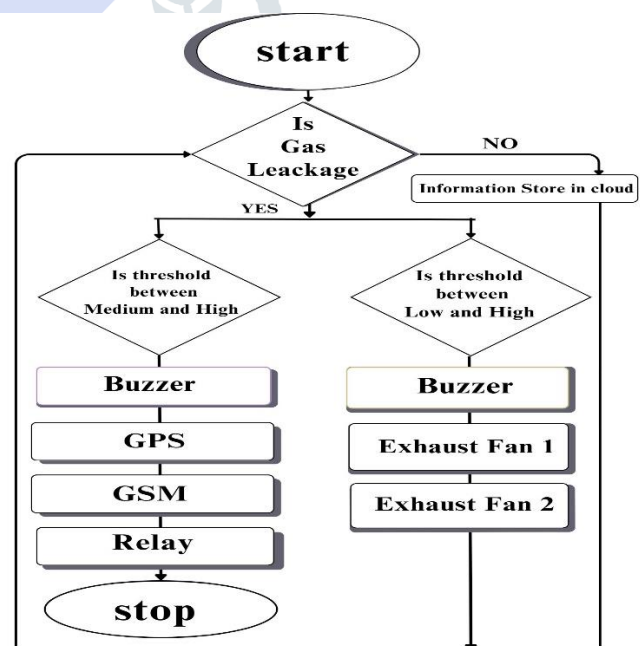 start
Is
Gas
Leackage
NO
Information Store in cloud
YES
Is threshold
between
Medium and High
Is threshold
between
Low and High
Buzzer
GPS
GSM
Relay
stop
Buzzer
Exhaust Fan 1
Exhaust Fan 2